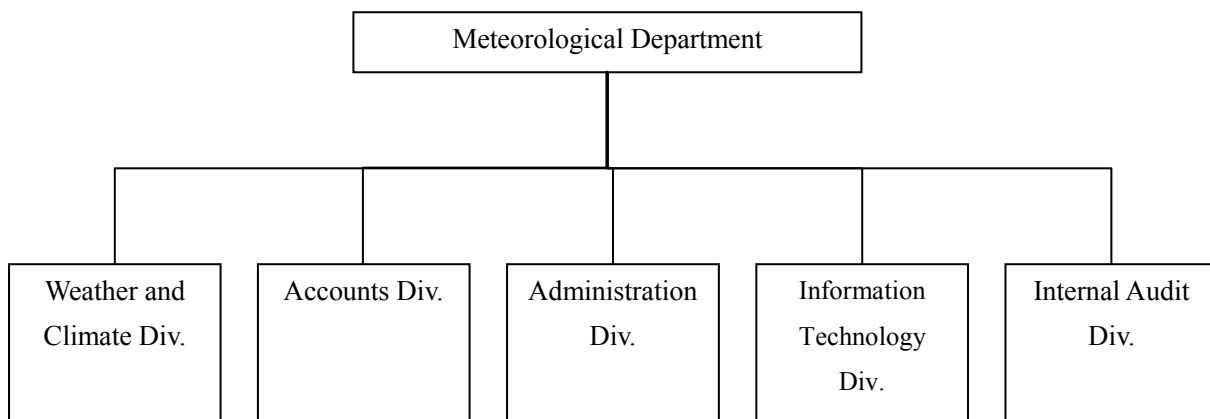 Meteorological Department
Weather and
Climate Div.
Accounts Div.
Administration
Div.
Information
Technology
Div.
Internal Audit
Div.